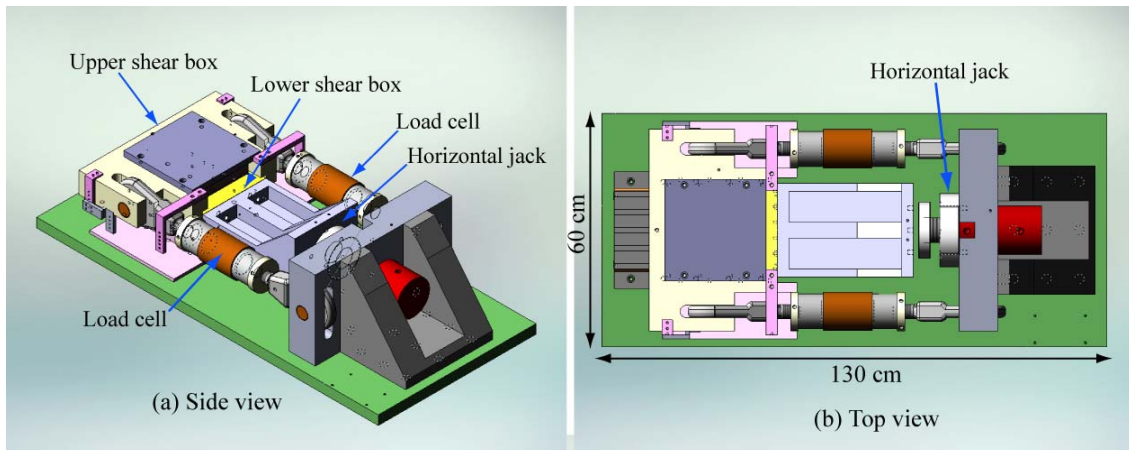 Upper shear box
Lower shear box
Load cell
Horizontal jack
Load cell
(a) Side view
Horizontal jack
60 cm
130 cm
(b) Top view